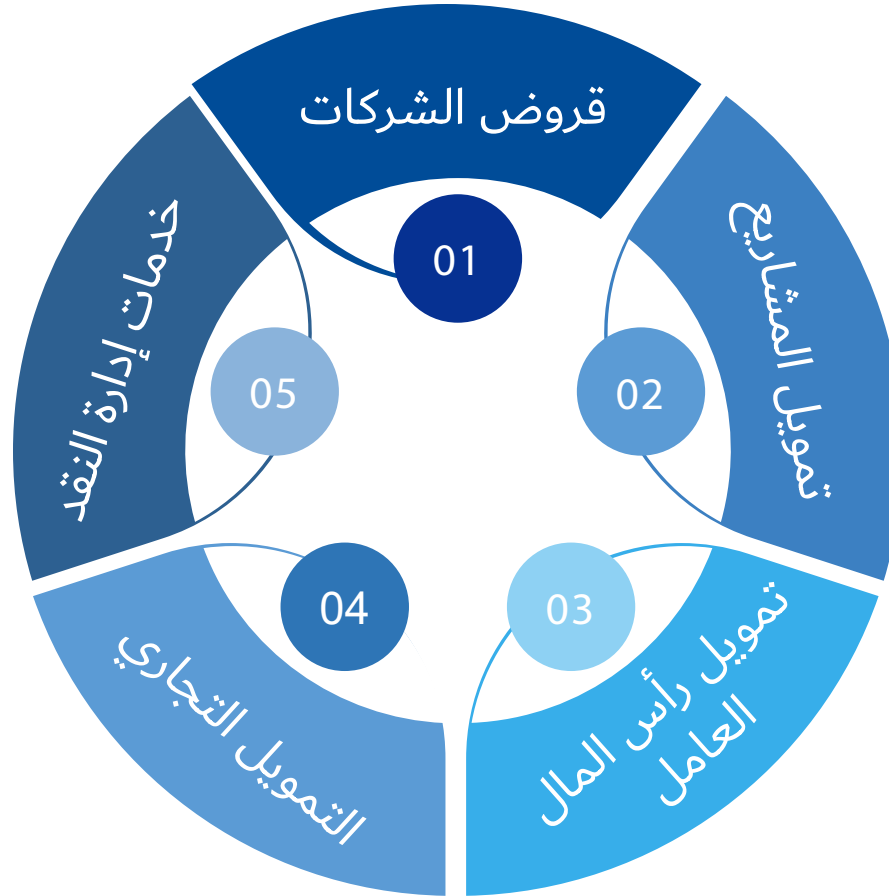 قروض الشركات
01
تمويل المشاريع
02
تمويل رأس المال
العامل
03
التمويل التجاري
04
خدمات إدارة النقد
05